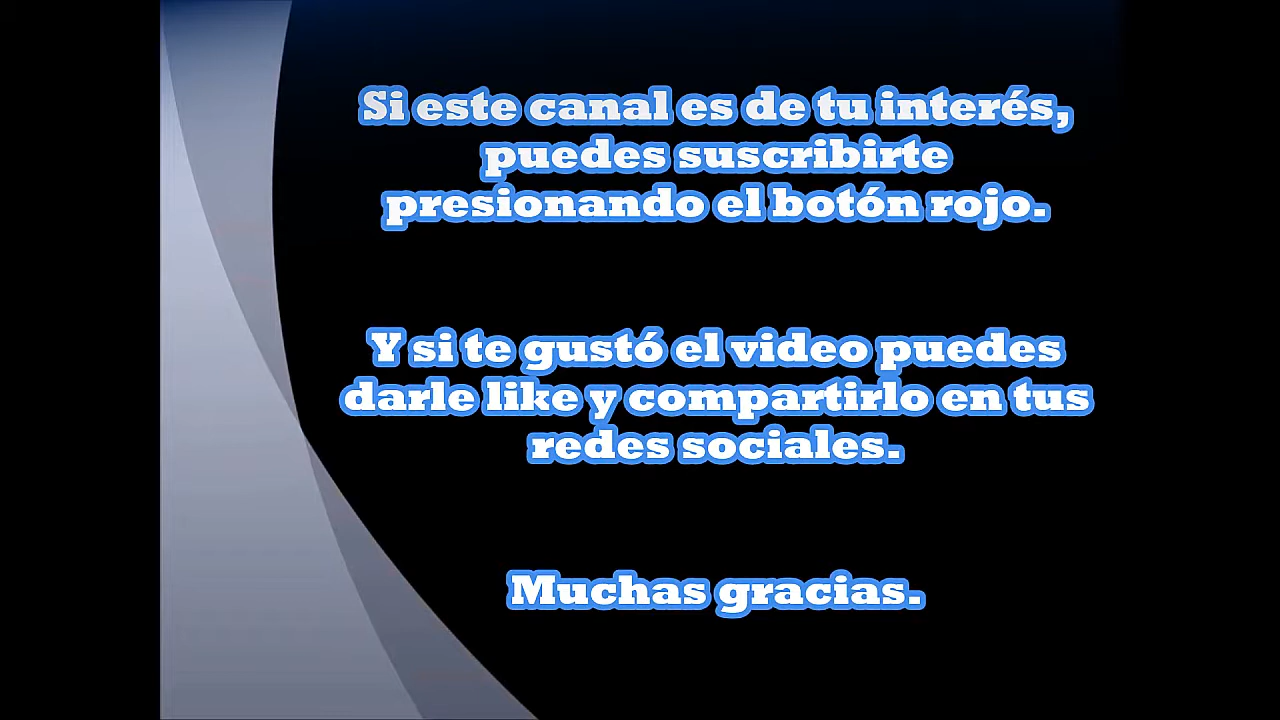 Si este canal es de tu interés,
puedes suscribirte
presionando el botón rojo.
Y si te gustó el video puedes
darle like y compartirlo en tus
redes sociales.
Muchas gracias.